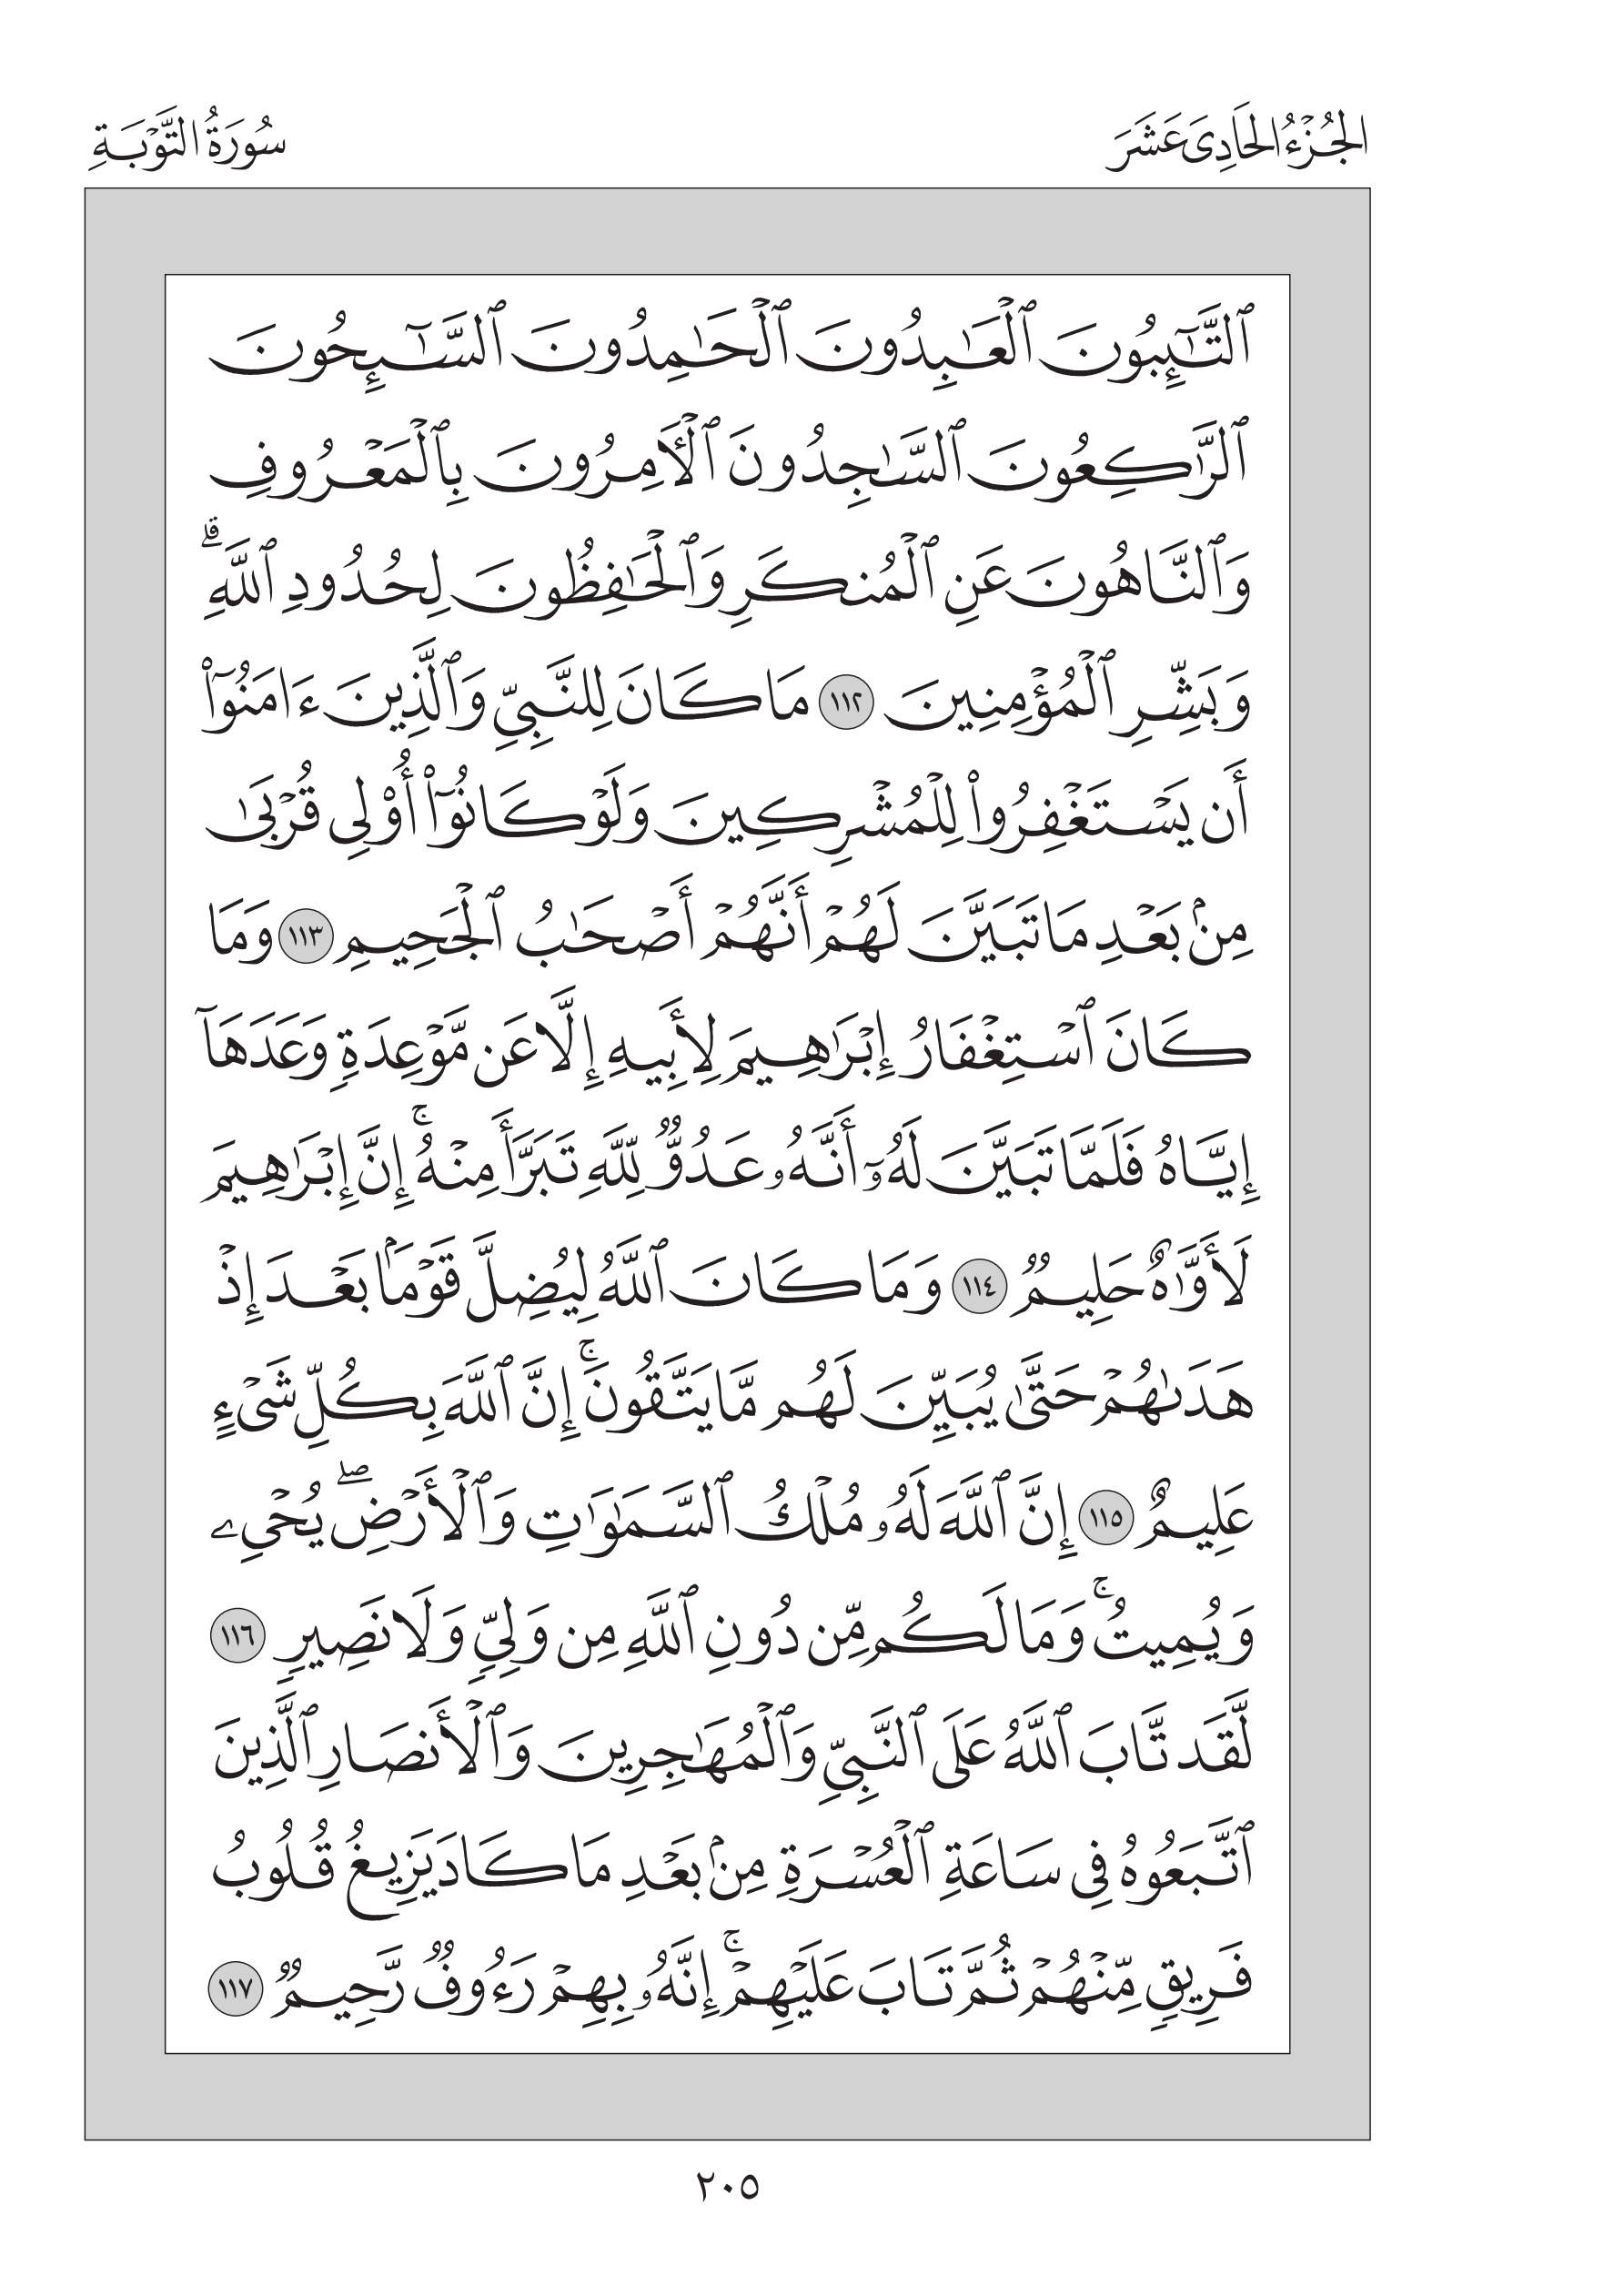 الجُزْءُ الحَادِىَ عَشَرَ
سُورَةُ التَّوۡبَةِ
ٱلتَّٰٓئِبُونَ ٱلۡعَٰبِدُونَ ٱلۡحَٰمِدُونَ ٱلسَّٰٓئِحُونَ
ٱلرَّٰكِعُونَ ٱلسَّٰجِدُونَ ٱلۡأٓمِرُونَ بِٱلۡمَعۡرُوفِ
وَٱلنَّاهُونَ عَنِ ٱلۡمُنكَرِ وَٱلۡحَٰفِظُونَ لِحُدُودِ ٱللَّهِۗ
وَبَشِّرِ ٱلۡمُؤۡمِنِينَ ١١٢ مَا كَانَ لِلنَّبِيِّ وَٱلَّذِينَ ءَامَنُوٓاْ
أَن يَسۡتَغۡفِرُواْ لِلۡمُشۡرِكِينَ وَلَوۡ كَانُوٓاْ أُوْلِي قُرۡبَىٰ
مِنۢ بَعۡدِ مَا تَبَيَّنَ لَهُمۡ أَنَّهُمۡ أَصۡحَٰبُ ٱلۡجَحِيمِ ١١٣ وَمَا
كَانَ ٱسۡتِغۡفَارُ إِبۡرَٰهِيمَ لِأَبِيهِ إِلَّا عَن مَّوۡعِدَةٖ وَعَدَهَآ
إِيَّاهُ فَلَمَّا تَبَيَّنَ لَهُۥٓ أَنَّهُۥ عَدُوّٞ لِّلَّهِ تَبَرَّأَ مِنۡهُۚ إِنَّ إِبۡرَٰهِيمَ
لَأَوَّٰهٌ حَلِيمٞ ١١٤ وَمَا كَانَ ٱللَّهُ لِيُضِلَّ قَوۡمَۢا بَعۡدَ إِذۡ
هَدَىٰهُمۡ حَتَّىٰ يُبَيِّنَ لَهُم مَّا يَتَّقُونَۚ إِنَّ ٱللَّهَ بِكُلِّ شَيۡءٍ
عَلِيمٌ ١١٥ إِنَّ ٱللَّهَ لَهُۥ مُلۡكُ ٱلسَّمَٰوَٰتِ وَٱلۡأَرۡضِۖ يُحۡيِۦ
وَيُمِيتُۚ وَمَا لَكُم مِّن دُونِ ٱللَّهِ مِن وَلِيّٖ وَلَا نَصِيرٖ ١١٦
لَّقَد تَّابَ ٱللَّهُ عَلَى ٱلنَّبِيِّ وَٱلۡمُهَٰجِرِينَ وَٱلۡأَنصَارِ ٱلَّذِينَ
ٱتَّبَعُوهُ فِي سَاعَةِ ٱلۡعُسۡرَةِ مِنۢ بَعۡدِ مَا كَادَ يَزِيغُ قُلُوبُ
فَرِيقٖ مِّنۡهُمۡ ثُمَّ تَابَ عَلَيۡهِمۡۚ إِنَّهُۥ بِهِمۡ رَءُوفٞ رَّحِيمٞ ١١٧
٢٠٥